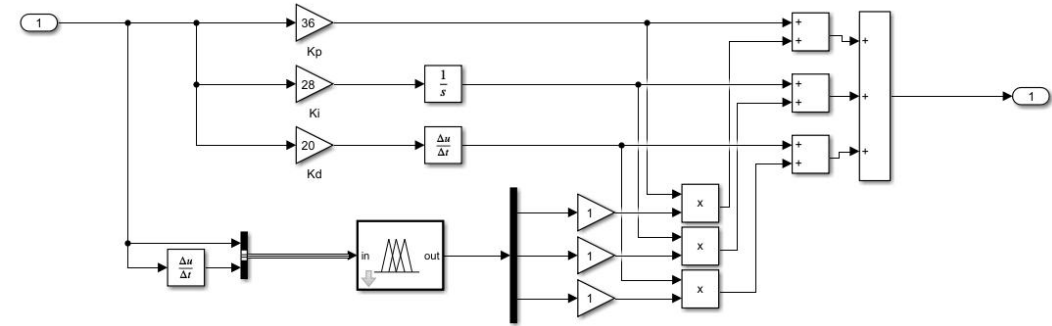 1
36
Kp
+
+
28
Ki
1
s
+
+
20
Kd
Δu
Δt
+
+
+
+
+
1
Δu
Δt
in
out
1
1
1
x
x
x